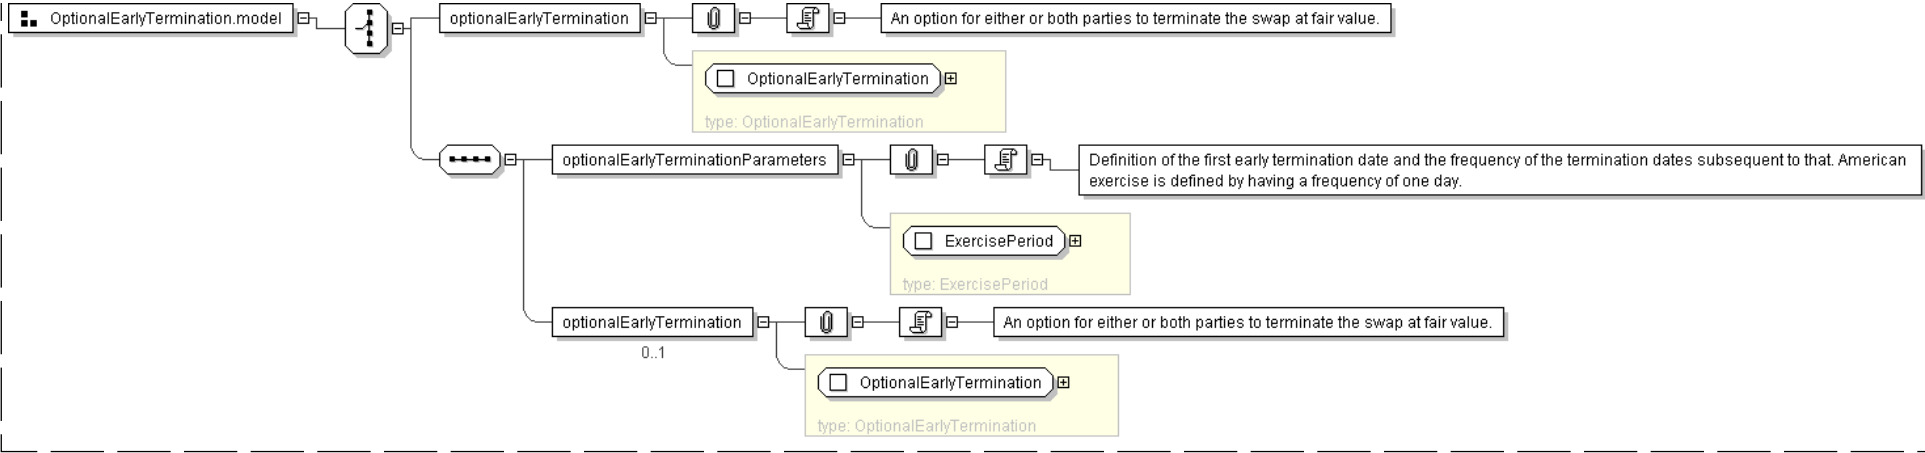 OptionalEarlyTermination.model
optionalEarlyTermination
An option for either or both parties to terminate the swap at fair value.
OptionalEarlyTermination
type: OptionalEarlyTermination
optionalEarlyTerminationParameters
Definition of the first early termination date and the frequency of the termination dates subsequent to that. American
exercise is defined by having a frequency of one day.
ExercisePeriod
type: ExercisePeriod
optionalEarlyTermination
An option for either or both parties to terminate the swap at fair value.
0..1
OptionalEarlyTermination
type: OptionalEarlyTermination